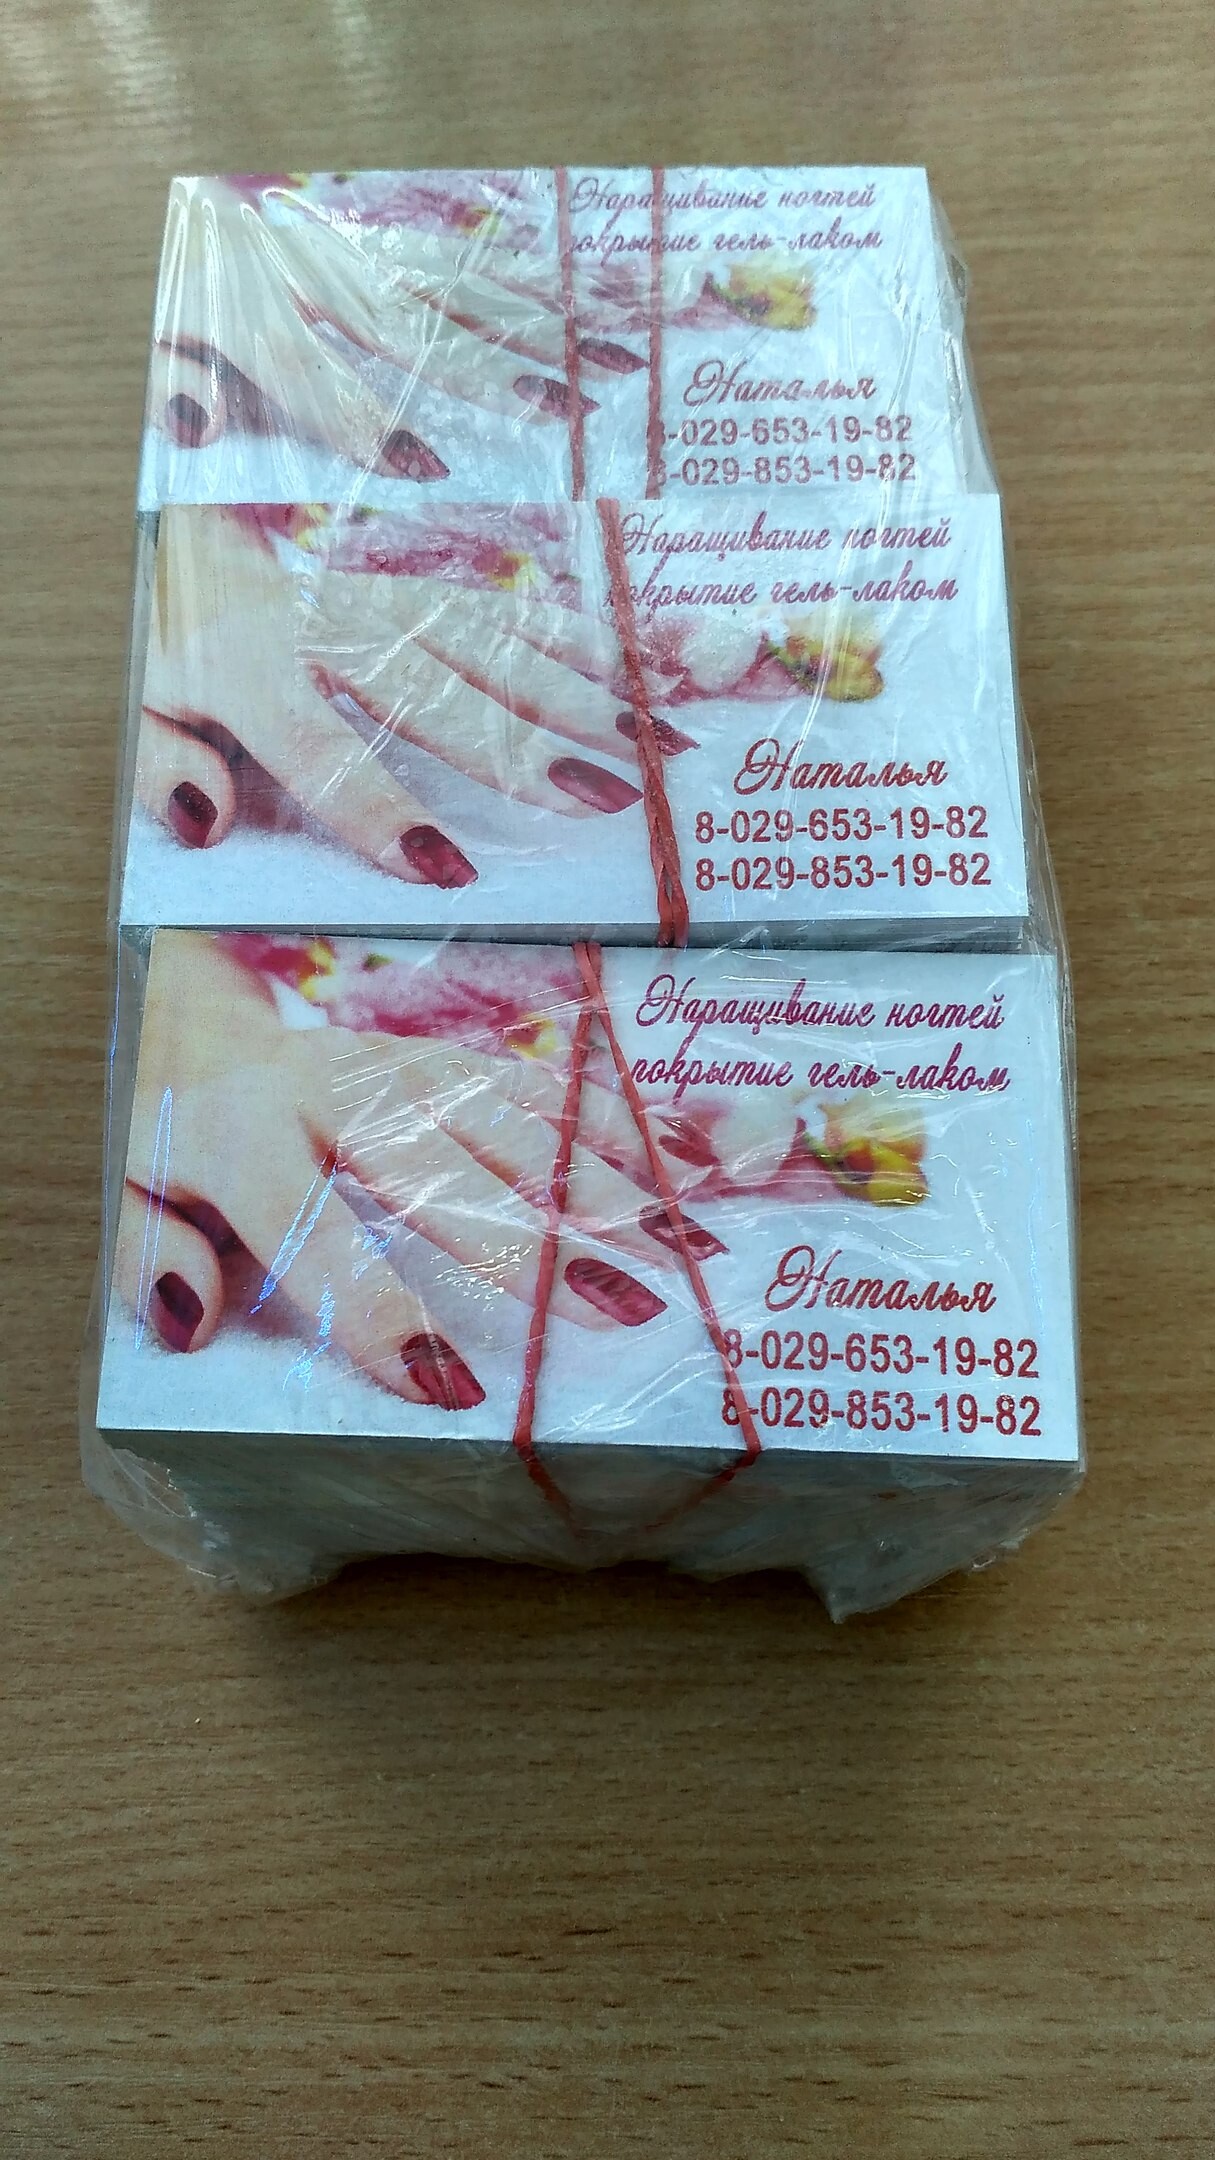 Наращивание ногтей
покрытие гель-лаком
Наталья
8-029-653-19-82
8-029-853-19-82
Наращивание ногтей
покрытие гель-лаком
Наталья
8-029-653-19-82
8-029-853-19-82
Наращивание ногтей
покрытие гель-лаком
Наталья
8-029-653-19-82
8-029-853-19-82